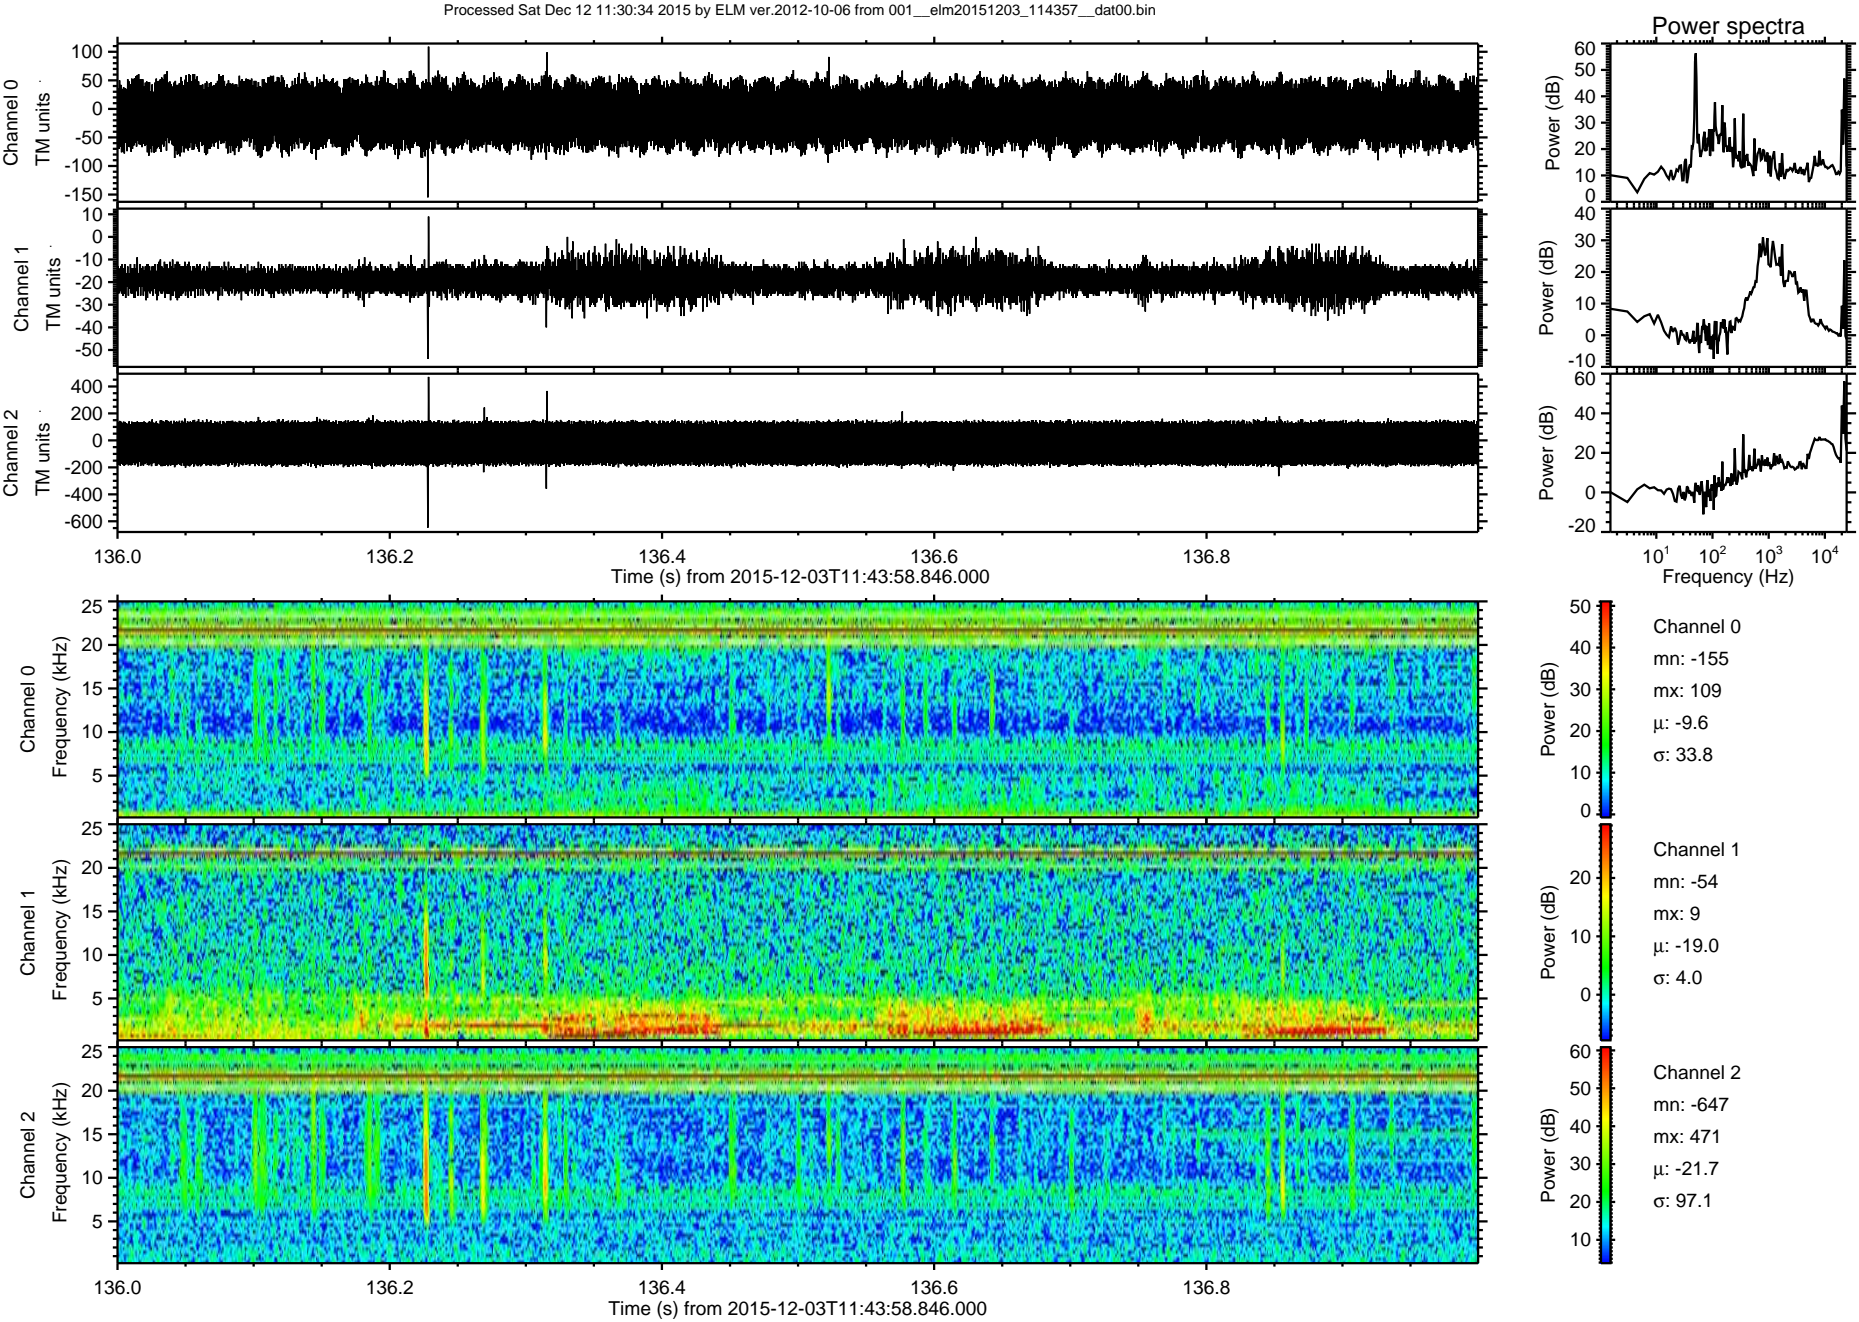 Processed Sat Dec 12 11:30:34 2015 by ELM ver.2012-10-06 from 001__elm20151203_114357__dat00.bin
Power spectra
Channel 0
TM units
100
50
0
-50
-100
-150
Power (dB)
60
50
40
30
20
10
0
Channel 1
TM units
10
0
-10
-20
-30
-40
-50
Power (dB)
40
30
20
10
0
-10
Channel 2
TM units
400
200
0
-200
-400
-600
Power (dB)
60
40
20
0
-20
136.0 136.2 136.4 136.6 136.8
Time (s) from 2015-12-03T11:43:58.846.000
10¹ 10² 10³ 10⁴
Frequency (Hz)
Channel 0
Frequency (kHz)
25
20
15
10
5
Power (dB)
50
40
30
20
10
0
Channel 0
mn: -155
mx: 109
μ: -9.6
σ: 33.8
Channel 1
Frequency (kHz)
25
20
15
10
5
Power (dB)
20
10
0
Channel 1
mn: -54
mx: 9
μ: -19.0
σ: 4.0
Channel 2
Frequency (kHz)
25
20
15
10
5
Power (dB)
60
50
40
30
20
10
Channel 2
mn: -647
mx: 471
μ: -21.7
σ: 97.1
136.0 136.2 136.4 136.6 136.8
Time (s) from 2015-12-03T11:43:58.846.000